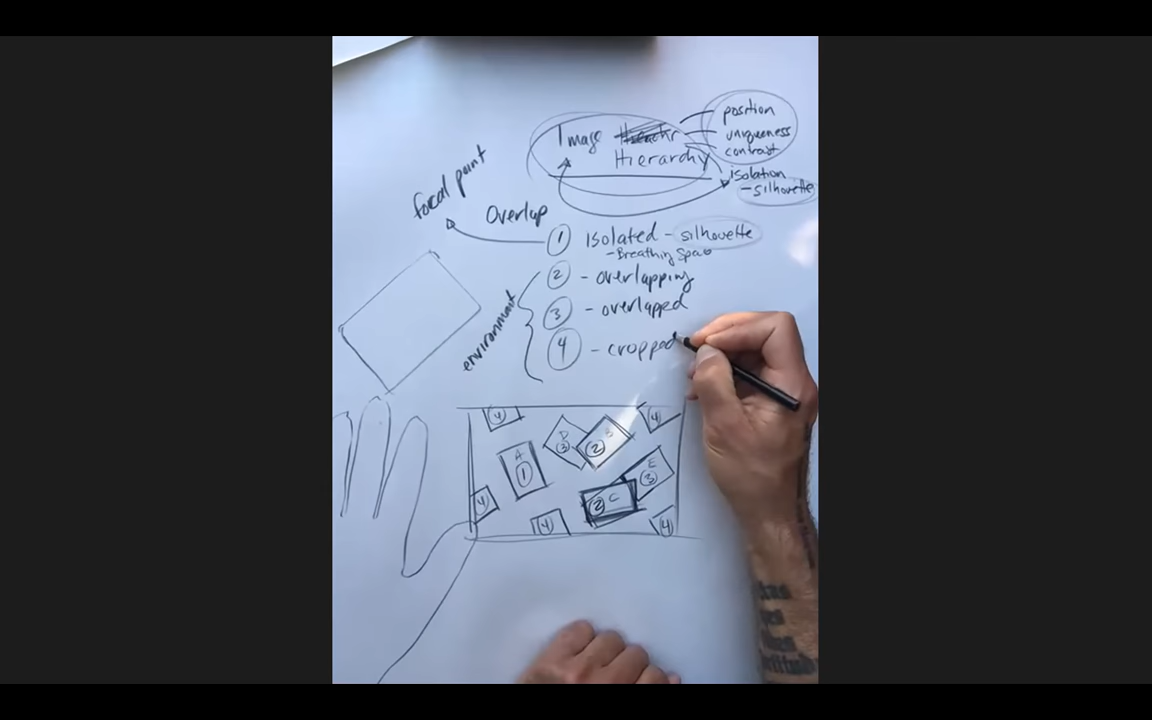 position
Image
uniqueness
Hierarchy
contrast
isolation
- silhouette
focal point
Overlap
① isolated - silhouette
- Breathing Space
② - overlapping
③ - overlapped
④ - cropped
environment
④
④
D
③
B
②
A
①
E
③
④
② C
④
④